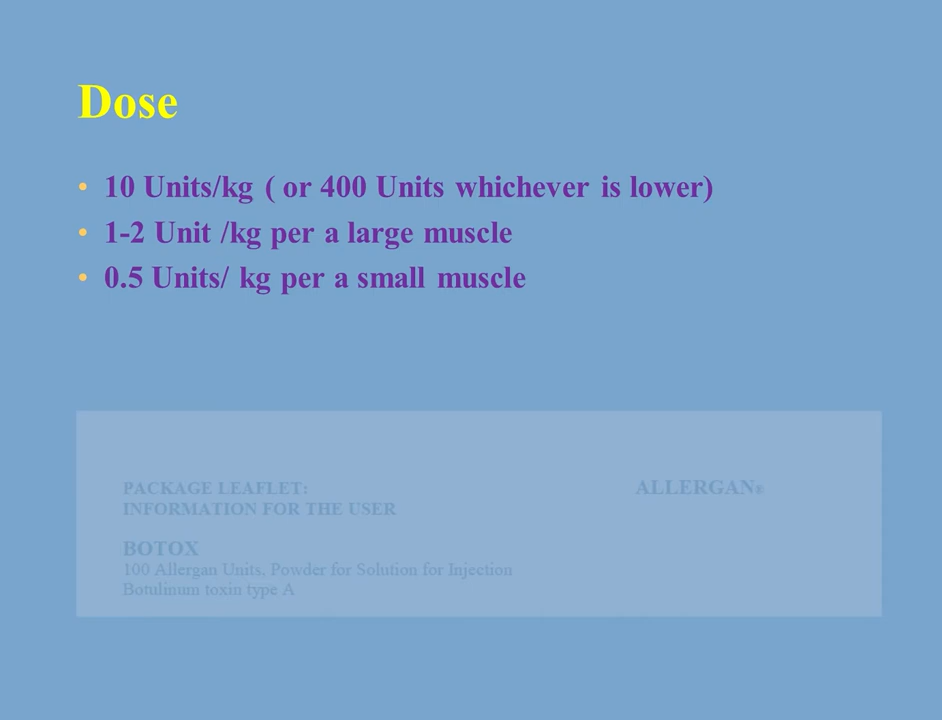 Dose
• 10 Units/kg ( or 400 Units whichever is lower)
• 1-2 Unit /kg per a large muscle
• 0.5 Units/ kg per a small muscle
PACKAGE LEAFLET: ALLERGAN®
INFORMATION FOR THE USER
BOTOX
100 Allergan Units. Powder for Solution for Injection
Botulinum toxin type A